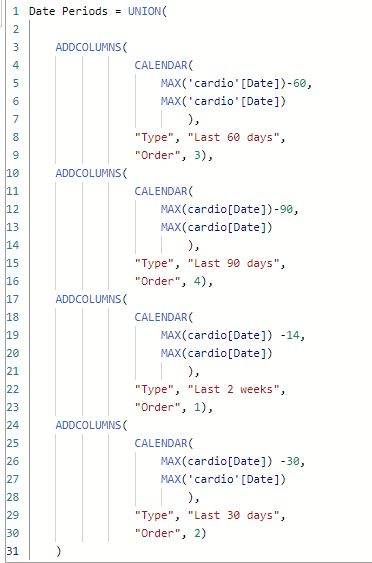 1 Date Periods = UNION(
2
3 ADDCOLUMNS(
4 CALENDAR(
5 MAX('cardio'[Date])-60,
6 MAX('cardio'[Date])
7 ),
8 "Type", "Last 60 days",
9 "Order", 3),
10 ADDCOLUMNS(
11 CALENDAR(
12 MAX(cardio[Date])-90,
13 MAX(cardio[Date])
14 ),
15 "Type", "Last 90 days",
16 "Order", 4),
17 ADDCOLUMNS(
18 CALENDAR(
19 MAX(cardio[Date]) -14,
20 MAX(cardio[Date])
21 ),
22 "Type", "Last 2 weeks",
23 "Order", 1),
24 ADDCOLUMNS(
25 CALENDAR(
26 MAX(cardio[Date]) -30,
27 MAX('cardio'[Date])
28 ),
29 "Type", "Last 30 days",
30 "Order", 2)
31 )